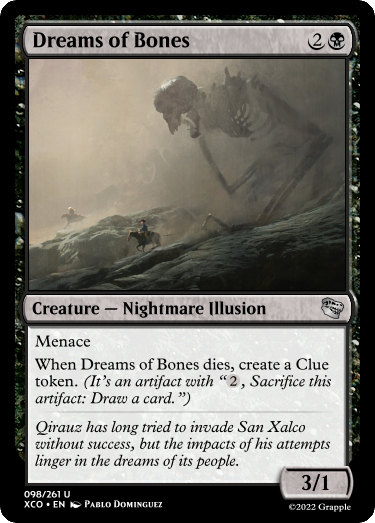 Dreams of Bones 2
Creature — Nightmare Illusion
Menace
When Dreams of Bones dies, create a Clue
token. (It's an artifact with “2, Sacrifice this
artifact: Draw a card.”)
Qirauz has long tried to invade San Xalco
without success, but the impacts of his attempts
linger in the dreams of its people.
3/1
098/261 U
XCO • EN Pablo Dominguez
©2022 Grapple